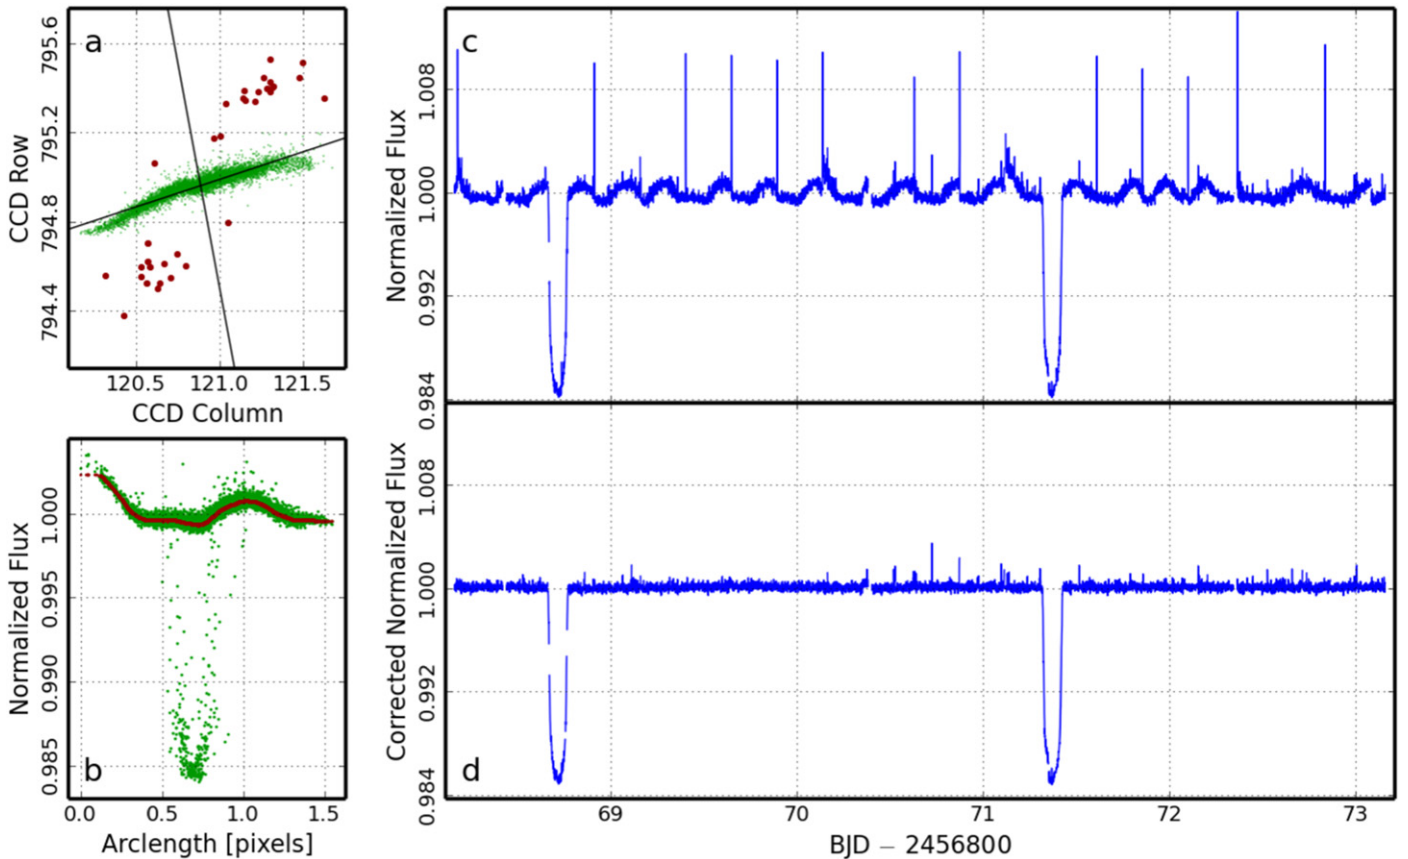 a
CCD Row
795.6
795.2
794.8
794.4
120.5 121.0 121.5
CCD Column
b
Normalized Flux
1.000
0.995
0.990
0.985
0.0 0.5 1.0 1.5
Arclength [pixels]
c
Normalized Flux
1.008
1.000
0.992
0.984
d
Corrected Normalized Flux
1.008
1.000
0.992
0.984
69 70 71 72 73
BJD − 2456800